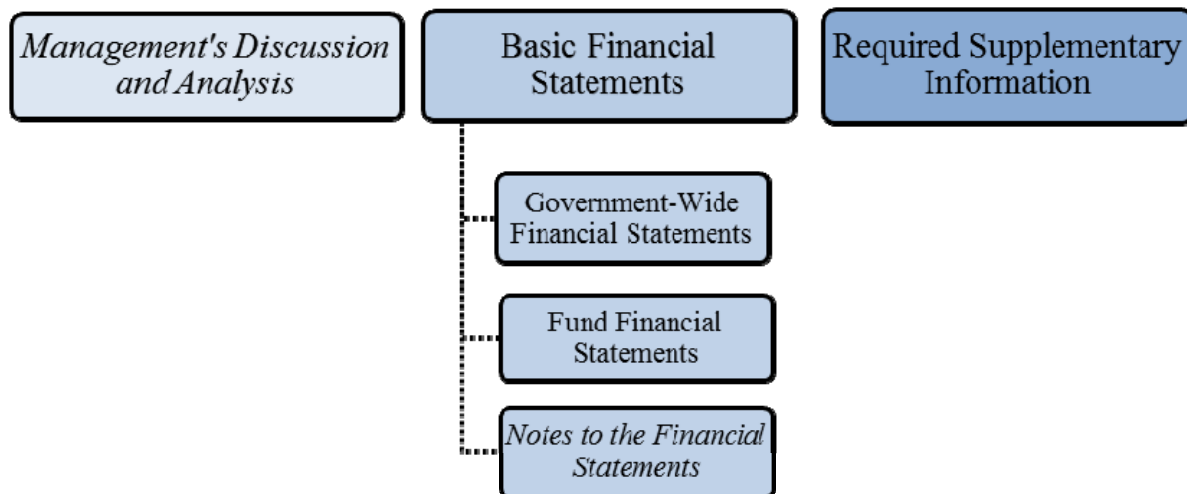 Management's Discussion
and Analysis
Basic Financial
Statements
Required Supplementary
Information
Government-Wide
Financial Statements
Fund Financial
Statements
Notes to the Financial
Statements